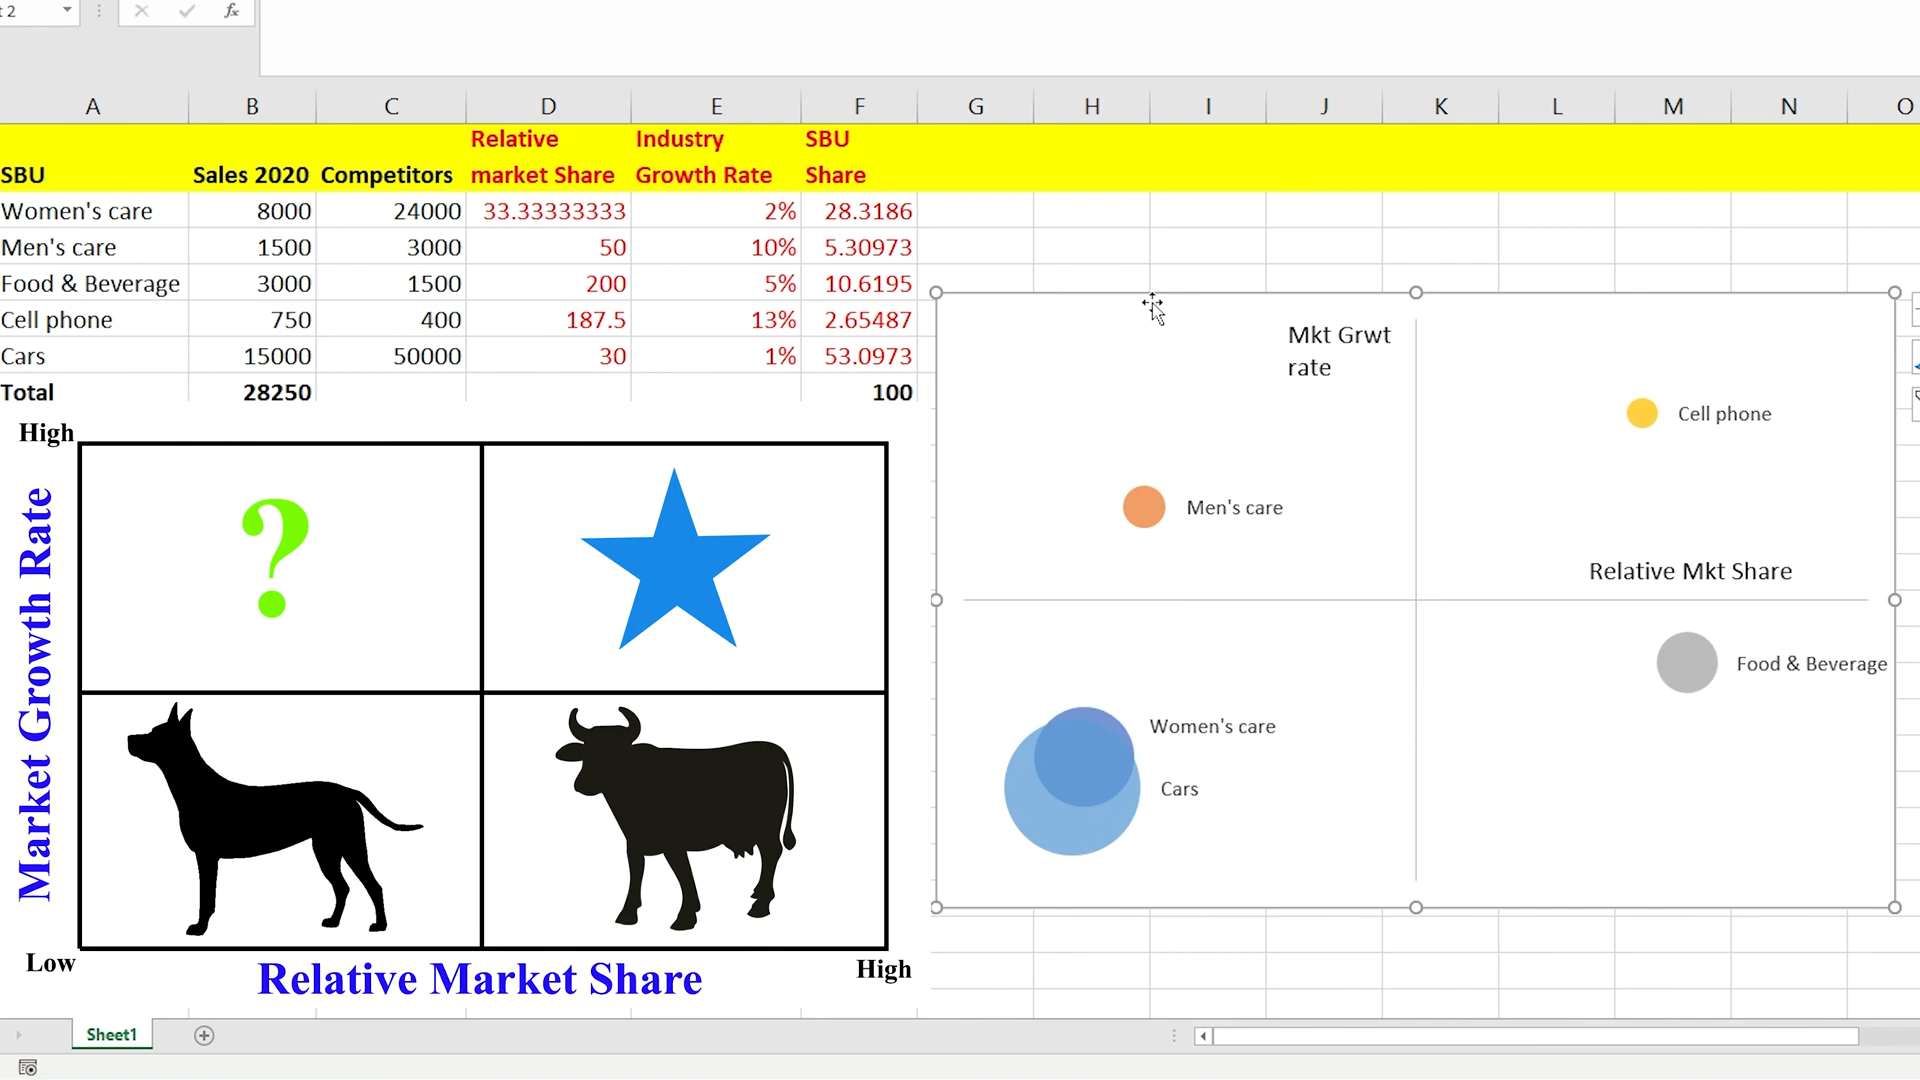 t 2
fx
A B C D E F G H I J K L M N O
Relative Industry SBU
SBU Sales 2020 Competitors market Share Growth Rate Share
Women's care 8000 24000 33.33333333 2% 28.3186
Men's care 1500 3000 50 10% 5.30973
Food & Beverage 3000 1500 200 5% 10.6195
Cell phone 750 400 187.5 13% 2.65487
Cars 15000 50000 30 1% 53.0973
Total 28250 100
High
Market Growth Rate
?
Low
Relative Market Share
High
Mkt Grwt
rate
Cell phone
Men's care
Relative Mkt Share
Food & Beverage
Women's care
Cars
Sheet1